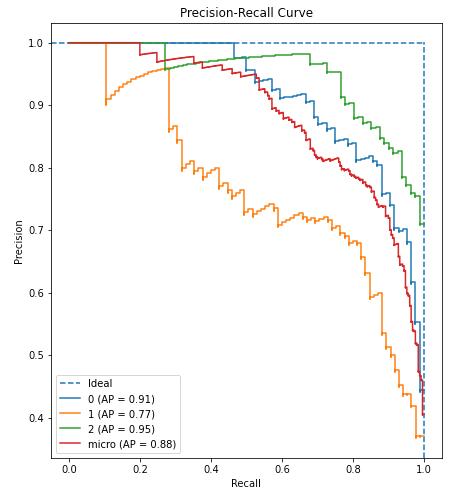 Precision-Recall Curve
1.0
0.9
0.8
0.7
0.6
0.5
0.4
Precision
Ideal
0 (AP = 0.91)
1 (AP = 0.77)
2 (AP = 0.95)
micro (AP = 0.88)
0.0 0.2 0.4 0.6 0.8 1.0
Recall